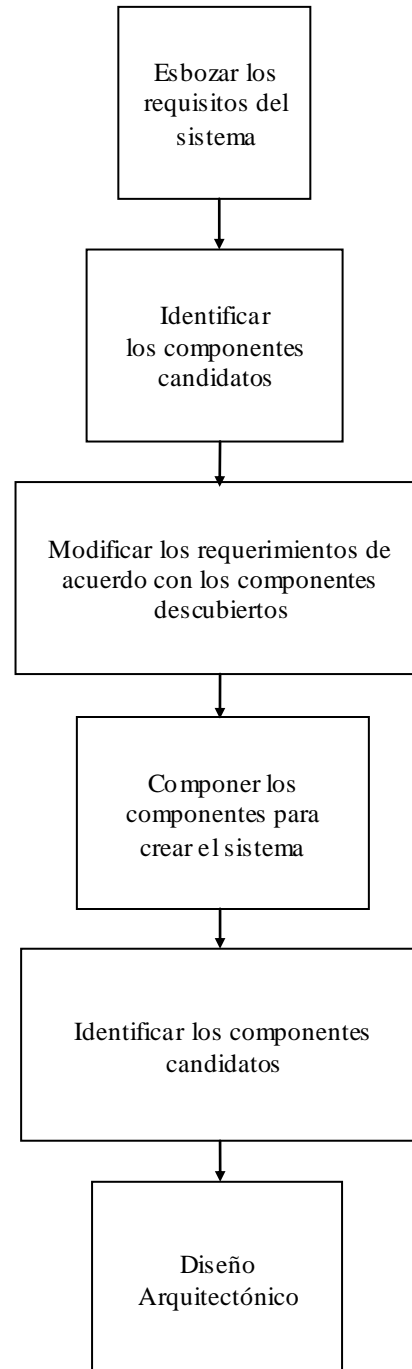 Esbozar los
requisitos del
sistema
Identificar
los componentes
candidatos
Modificar los requerimientos de
acuerdo con los componentes
descubiertos
Componer los
componentes para
crear el sistema
Identificar los componentes
candidatos
Diseño
Arquitectónico